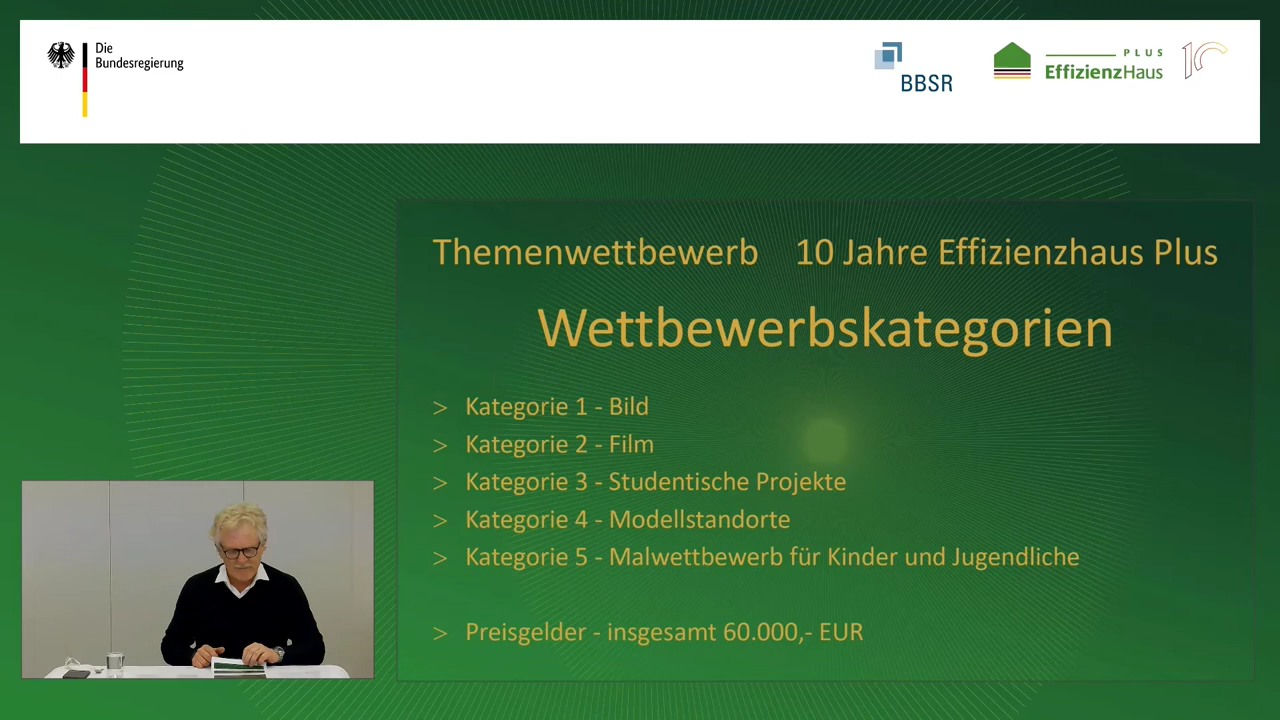 Die
Bundesregierung
BBSR
PLUS
EffizienzHaus
10
Themenwettbewerb 10 Jahre Effizienzhaus Plus
Wettbewerbskategorien
> Kategorie 1 - Bild
> Kategorie 2 - Film
> Kategorie 3 - Studentische Projekte
> Kategorie 4 - Modellstandorte
> Kategorie 5 - Malwettbewerb für Kinder und Jugendliche
> Preisgelder - insgesamt 60.000,- EUR